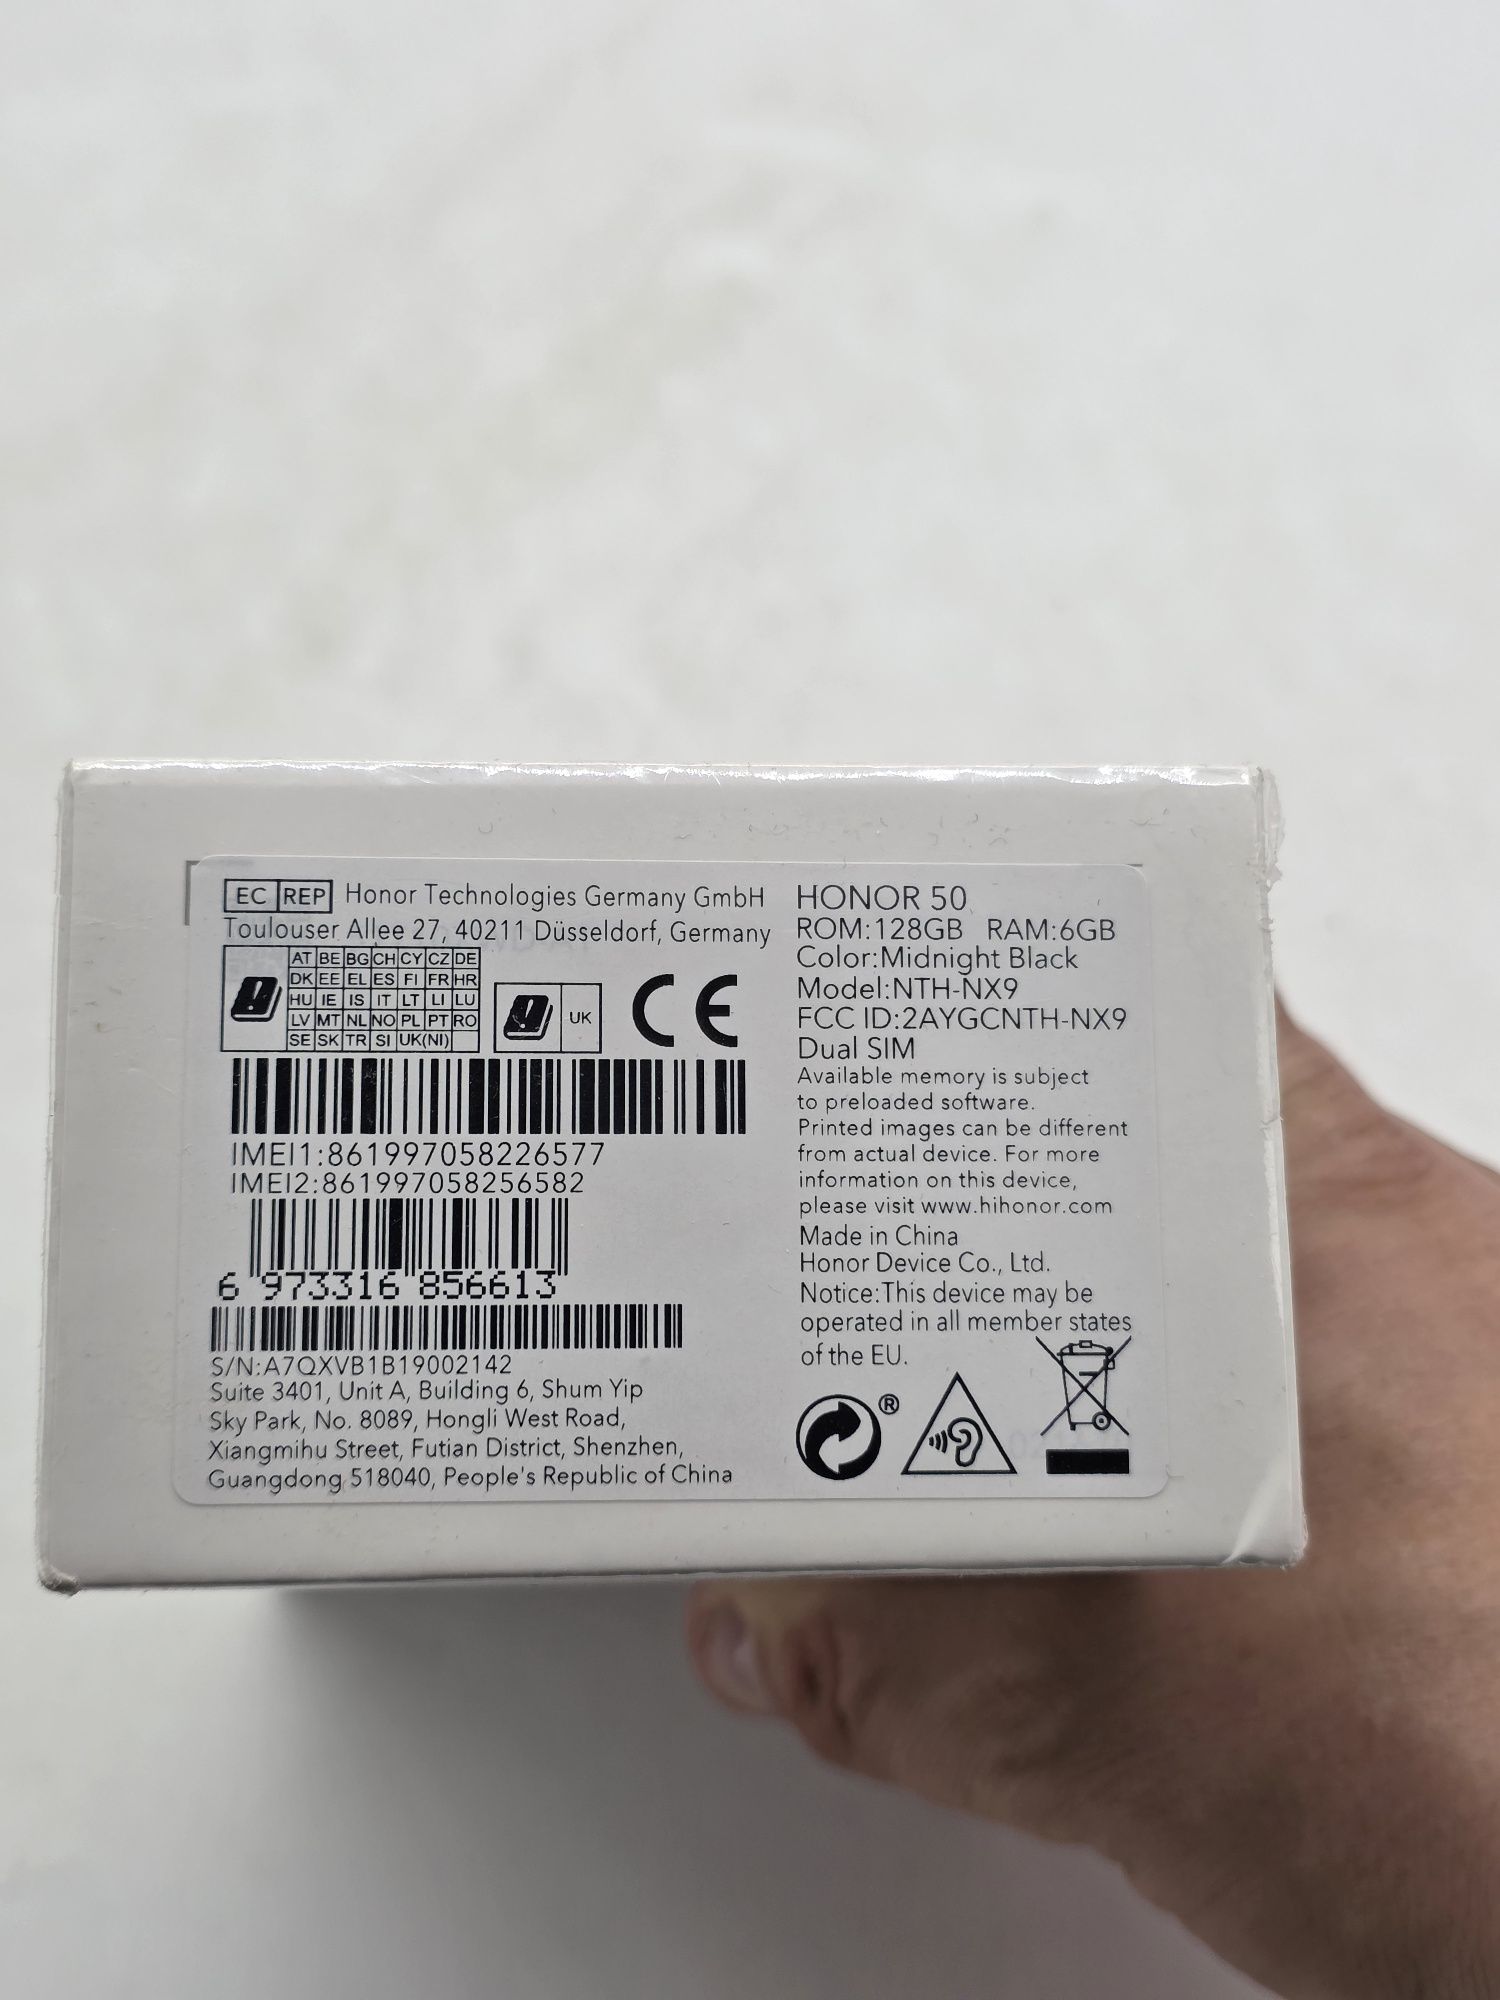 EC REP Honor Technologies Germany GmbH
Toulouser Allee 27, 40211 Düsseldorf, Germany
AT BE BG CH CY CZ DE
DK EE EL ES FI FR HR
HU IE IS IT LT LI LU
LV MT NL NO PL PT RO
SE SK TR SI UK(NI)
UK
CE
IMEI1:861997058226577
IMEI2:861997058256582
6 973316 856613
S/N:A7QXVB1B19002142
Suite 3401, Unit A, Building 6, Shum Yip
Sky Park, No. 8089, Hongli West Road,
Xiangmihu Street, Futian District, Shenzhen,
Guangdong 518040, People's Republic of China
HONOR 50
ROM:128GB RAM:6GB
Color:Midnight Black
Model:NTH-NX9
FCC ID:2AYGCNTH-NX9
Dual SIM
Available memory is subject
to preloaded software.
Printed images can be different
from actual device. For more
information on this device,
please visit www.hihonor.com
Made in China
Honor Device Co., Ltd.
Notice:This device may be
operated in all member states
of the EU.
®